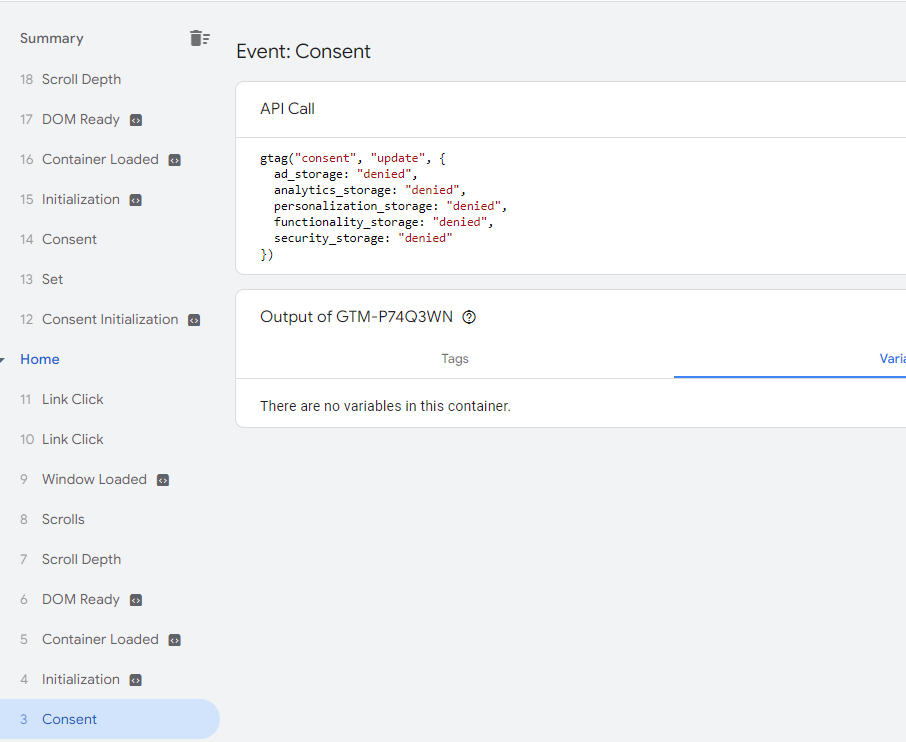 Summary
18 Scroll Depth
17 DOM Ready
16 Container Loaded
15 Initialization
14 Consent
13 Set
12 Consent Initialization
Home
11 Link Click
10 Link Click
9 Window Loaded
8 Scrolls
7 Scroll Depth
6 DOM Ready
5 Container Loaded
4 Initialization
3 Consent
Event: Consent
API Call
gtag("consent", "update", {
  ad_storage: "denied",
  analytics_storage: "denied",
  personalization_storage: "denied",
  functionality_storage: "denied",
  security_storage: "denied"
})
Output of GTM-P74Q3WN
Tags
Varia
There are no variables in this container.